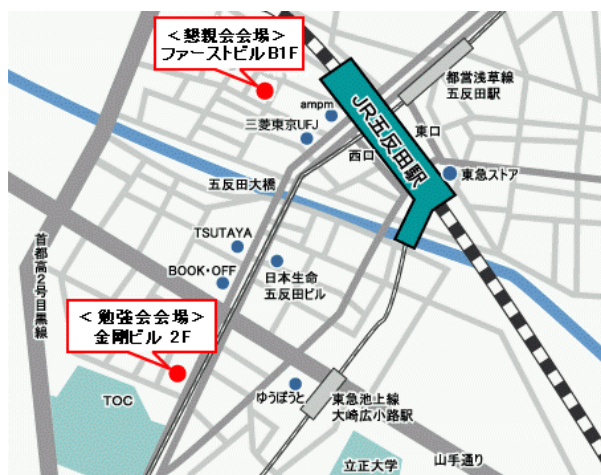 ＜懇親会会場＞
ファーストビルB1F
都営浅草線
五反田駅
ampm
三菱東京UFJ
JR五反田駅
東口
西口
東急ストア
五反田大橋
TSUTAYA
BOOK・OFF
日本生命
五反田ビル
首都高2号目黒線
＜勉強会会場＞
金剛ビル 2F
TOC
ゆうぽうと
東急池上線
大崎広小路駅
立正大学
山手通り